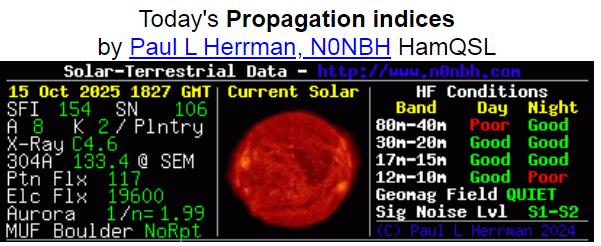 Today's Propagation indices
by Paul L Herrman, N0NBH HamQSL
Solar-Terrestrial Data - http://www.n0nbh.com
15 Oct 2025 1827 GMT
SFI 154 SN 106
A 8 K 2 / Plntry
X-Ray C4.6
304A 133.4 @ SEM
Ptn Flx 117
Elc Flx 19600
Aurora 1/n= 1.99
MUF Boulder NoRpt
Current Solar
HF Conditions
Band Day Night
80m-40m Poor Good
30m-20m Good Good
17m-15m Good Good
12m-10m Good Poor
Geomag Field QUIET
Sig Noise Lvl S1-S2
(C) Paul L Herrman 2024